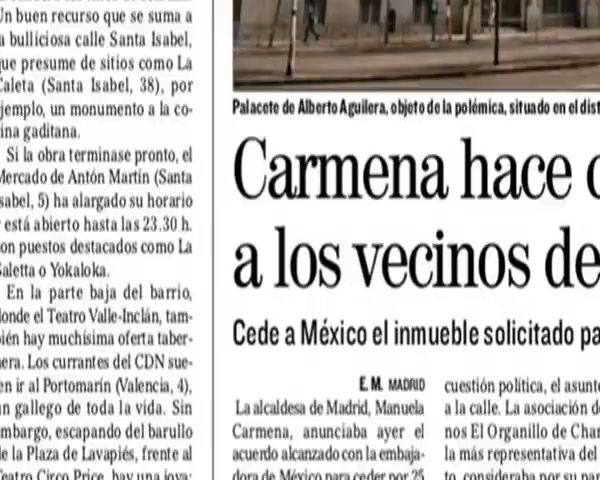 Un buen recurso que se suma a
bulliciosa calle Santa Isabel,
que presume de sitios como La
Caleta (Santa Isabel, 38), por
ejemplo, un monumento a la co-
gaditana.
Si la obra terminase pronto, el
Mercado de Antón Martín (Santa
Isabel, 5) ha alargado su horario
está abierto hasta las 23.30 h.
con puestos destacados como La
Saletta o Yokaloka.
En la parte baja del barrio,
donde el Teatro Valle-Inclán, tam-
bién hay muchísima oferta taber-
nera. Los currantes del CDN sue-
en ir al Portomarín (Valencia, 4),
un gallego de toda la vida. Sin
embargo, escapando del barullo
de la Plaza de Lavapiés, frente al
Teatro Circo Price, hay una joya:
Palacete de Alberto Aguilera, objeto de la polémica, situado en el dist
Carmena hace
a los vecinos de
Cede a México el inmueble solicitado pa
E. M. MADRID
La alcaldesa de Madrid, Manuela
Carmena, anunciaba ayer el
acuerdo alcanzado con la embaja-
dora de México para ceder por 25
cuestión política, el asunt
a la calle. La asociación d
nos El Organillo de Cha
la más representativa del
to, consideraba por su par